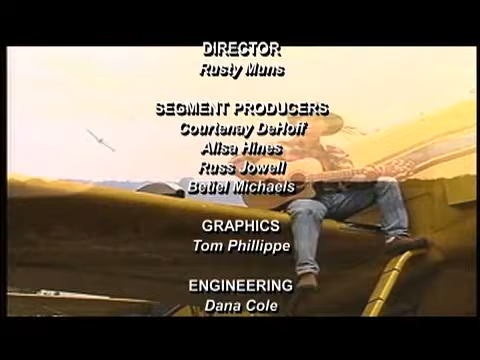 DIRECTOR
Rusty Muns
SEGMENT PRODUCERS
Courtenay DeHoff
Alisa Hines
Russ Jowell
Betiel Michaels
GRAPHICS
Tom Phillippe
ENGINEERING
Dana Cole